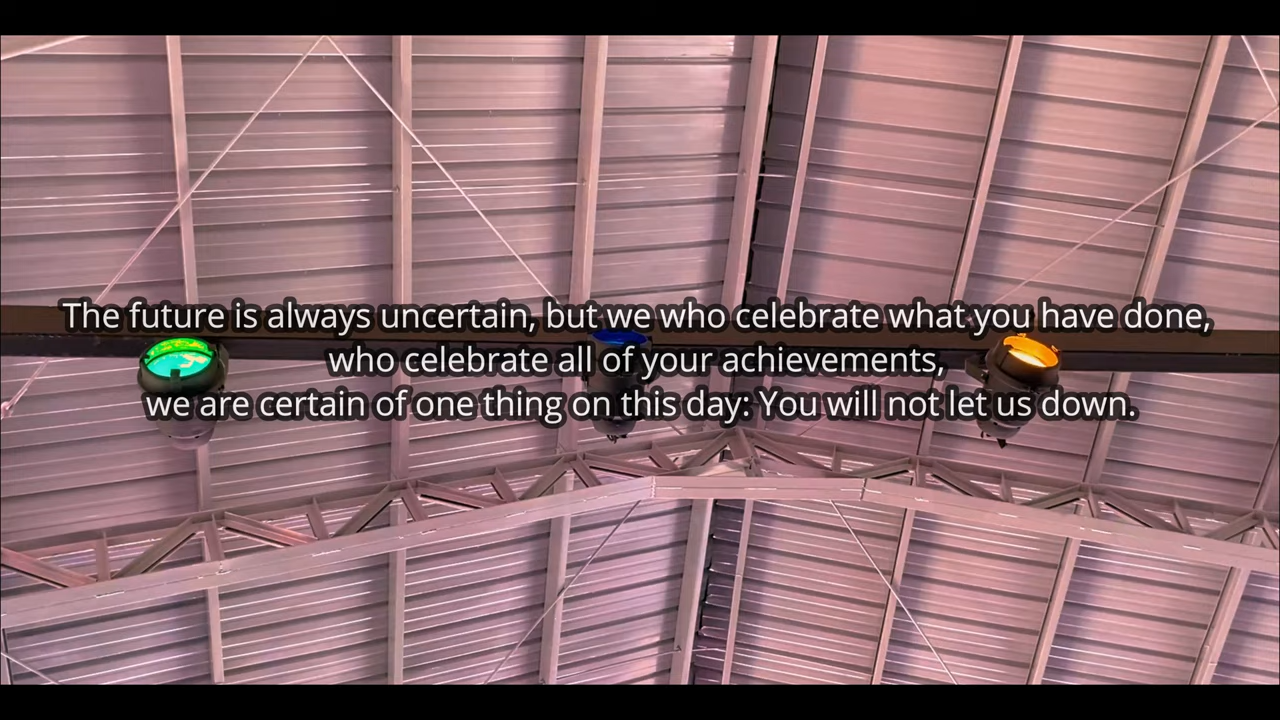 The future is always uncertain, but we who celebrate what you have done,
who celebrate all of your achievements,
we are certain of one thing on this day: You will not let us down.